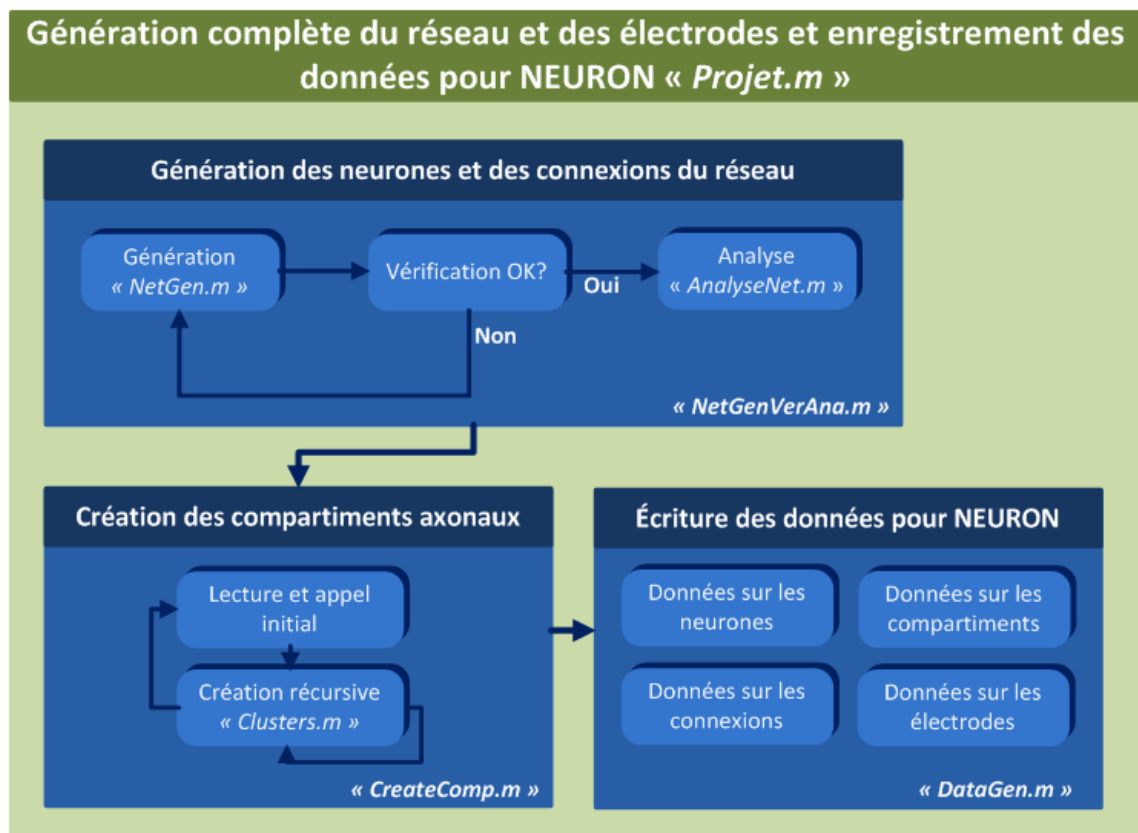 Génération complète du réseau et des électrodes et enregistrement des
données pour NEURON « Projet.m »
Génération des neurones et des connexions du réseau
Génération
« NetGen.m »
Vérification OK?
Oui
Analyse
« AnalyseNet.m »
Non
« NetGenVerAna.m »
Création des compartiments axonaux
Lecture et appel
initial
Création récursive
« Clusters.m »
« CreateComp.m »
Écriture des données pour NEURON
Données sur les
neurones
Données sur les
compartiments
Données sur les
connexions
Données sur les
électrodes
« DataGen.m »